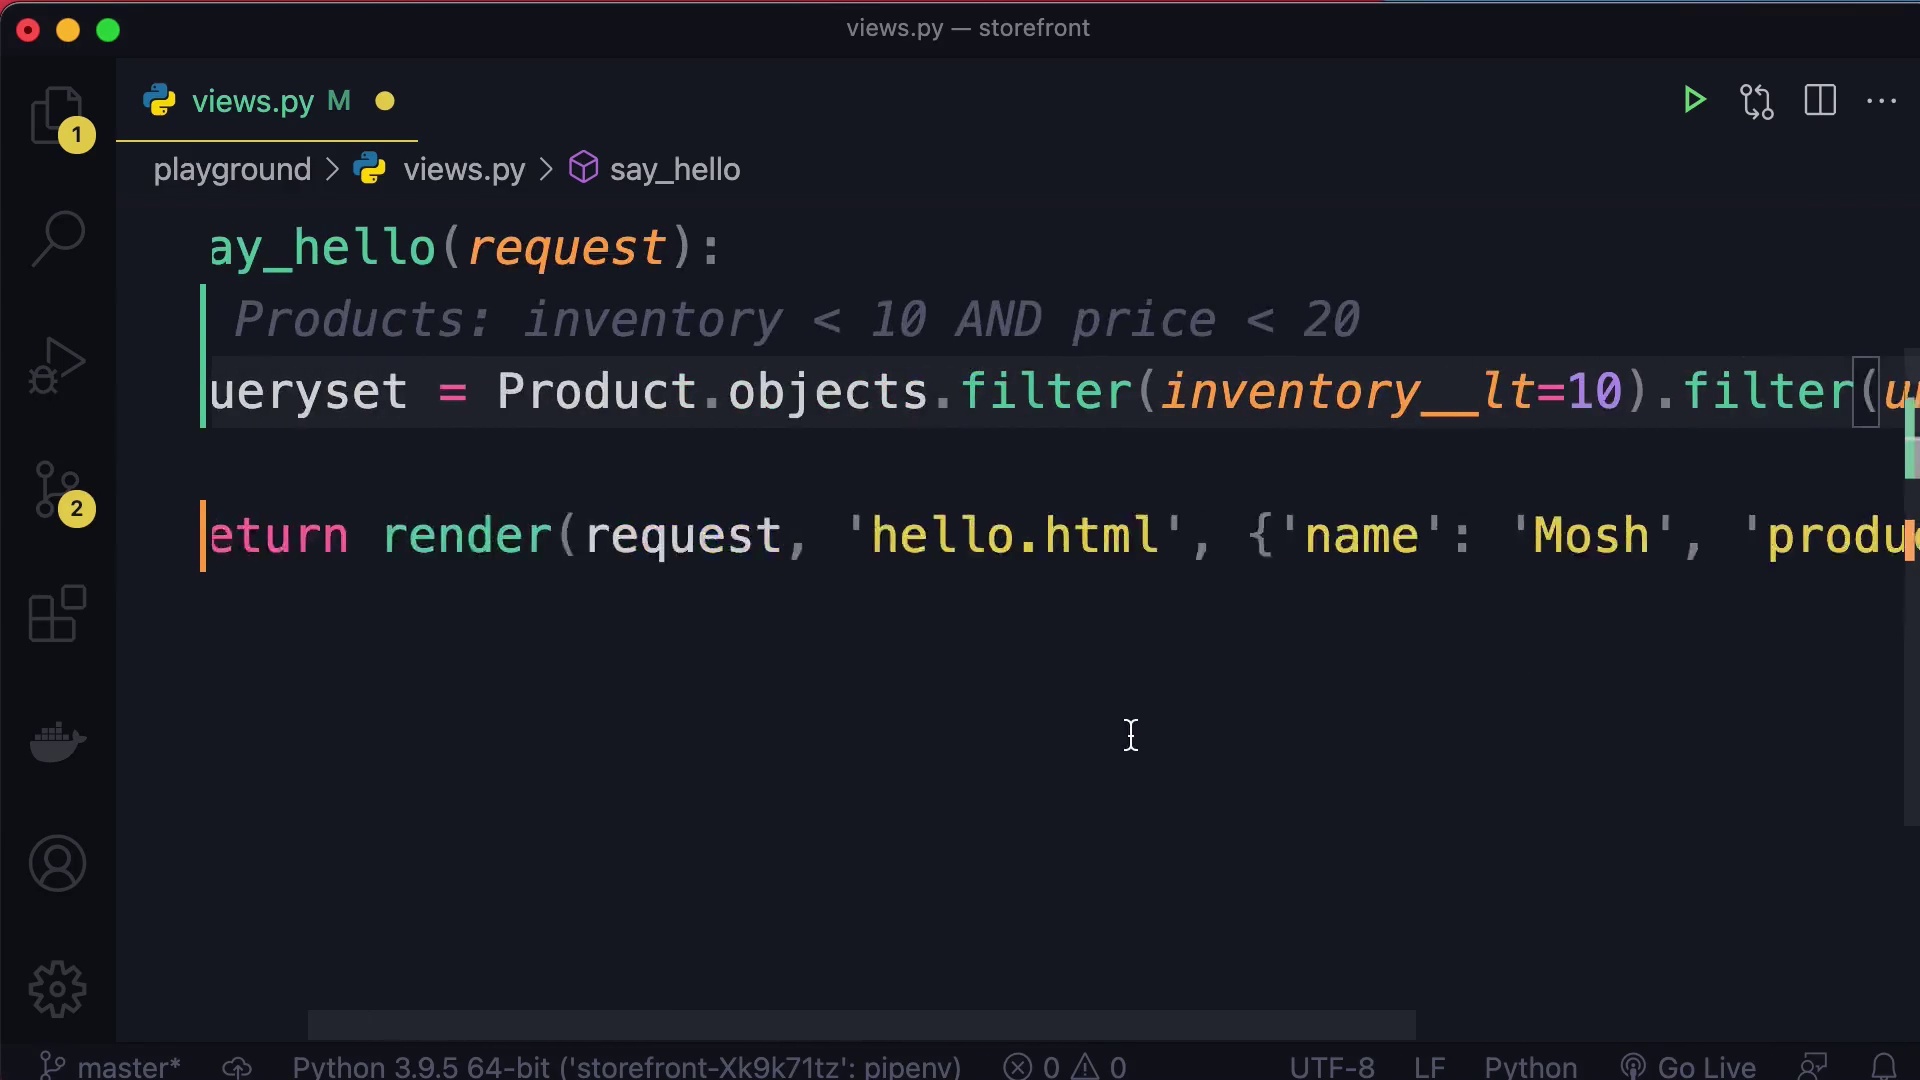 views.py — storefront
views.py M
1
playground > views.py > say_hello
ay_hello(request):
Products: inventory < 10 AND price < 20
ueryset = Product.objects.filter(inventory__lt=10).filter(u
2
eturn render(request, 'hello.html', {'name': 'Mosh', 'produ
master* Python 3.9.5 64-bit ('storefront-Xk9k71tz': pipenv) 0 0 UTF-8 LF Python Go Live